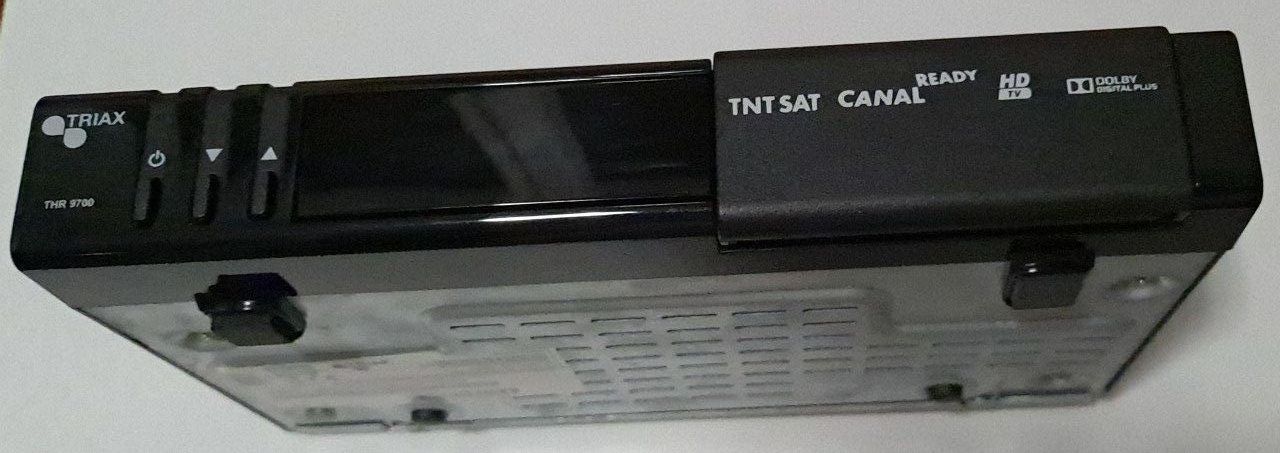 TRIAX
THR 9700
TNT SAT CANAL READY
HD
TV
DOLBY
DIGITAL PLUS